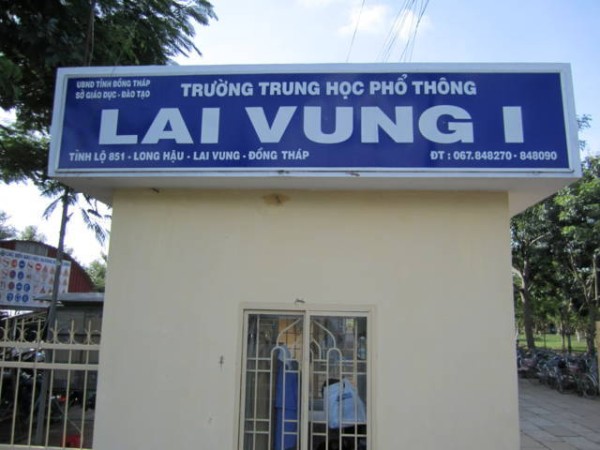 UBND TỈNH ĐỒNG THÁP
SỞ GIÁO DỤC - ĐÀO TẠO
TRƯỜNG TRUNG HỌC PHỔ THÔNG
LAI VUNG I
TỈNH LỘ 851 - LONG HẬU - LAI VUNG - ĐỒNG THÁP
ĐT : 067.848270 - 848090